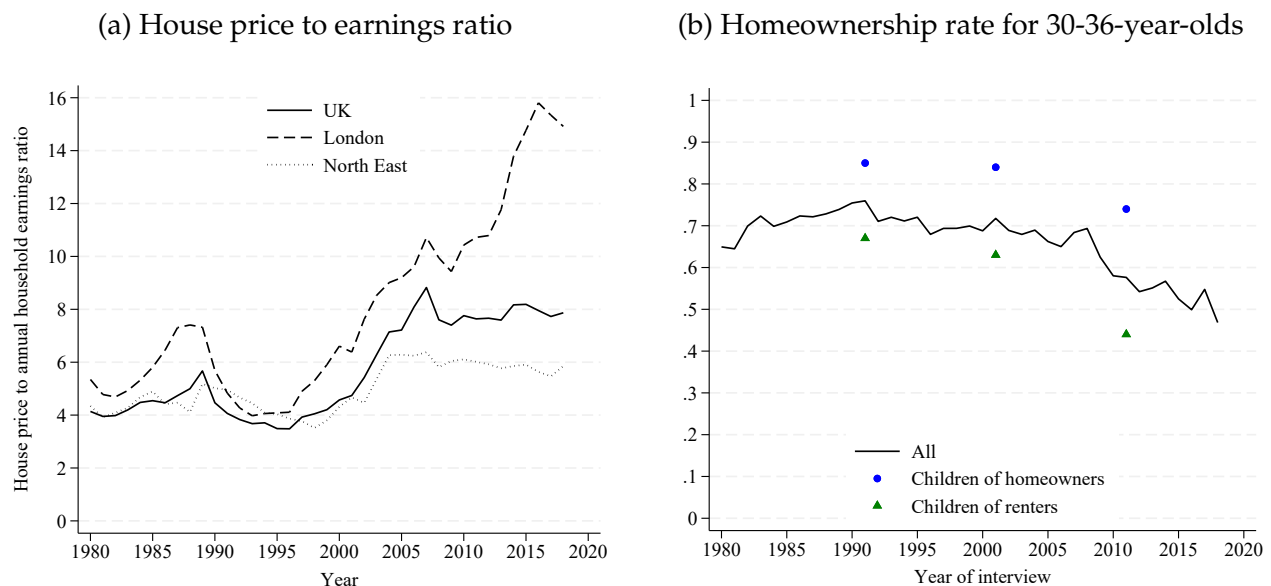 (a) House price to earnings ratio
House price to annual household earnings ratio
16
14
12
10
8
6
4
2
0
UK
London
North East
1980 1985 1990 1995 2000 2005 2010 2015 2020
Year
(b) Homeownership rate for 30-36-year-olds
1
.9
.8
.7
.6
.5
.4
.3
.2
.1
0
All
Children of homeowners
Children of renters
1980 1985 1990 1995 2000 2005 2010 2015 2020
Year of interview